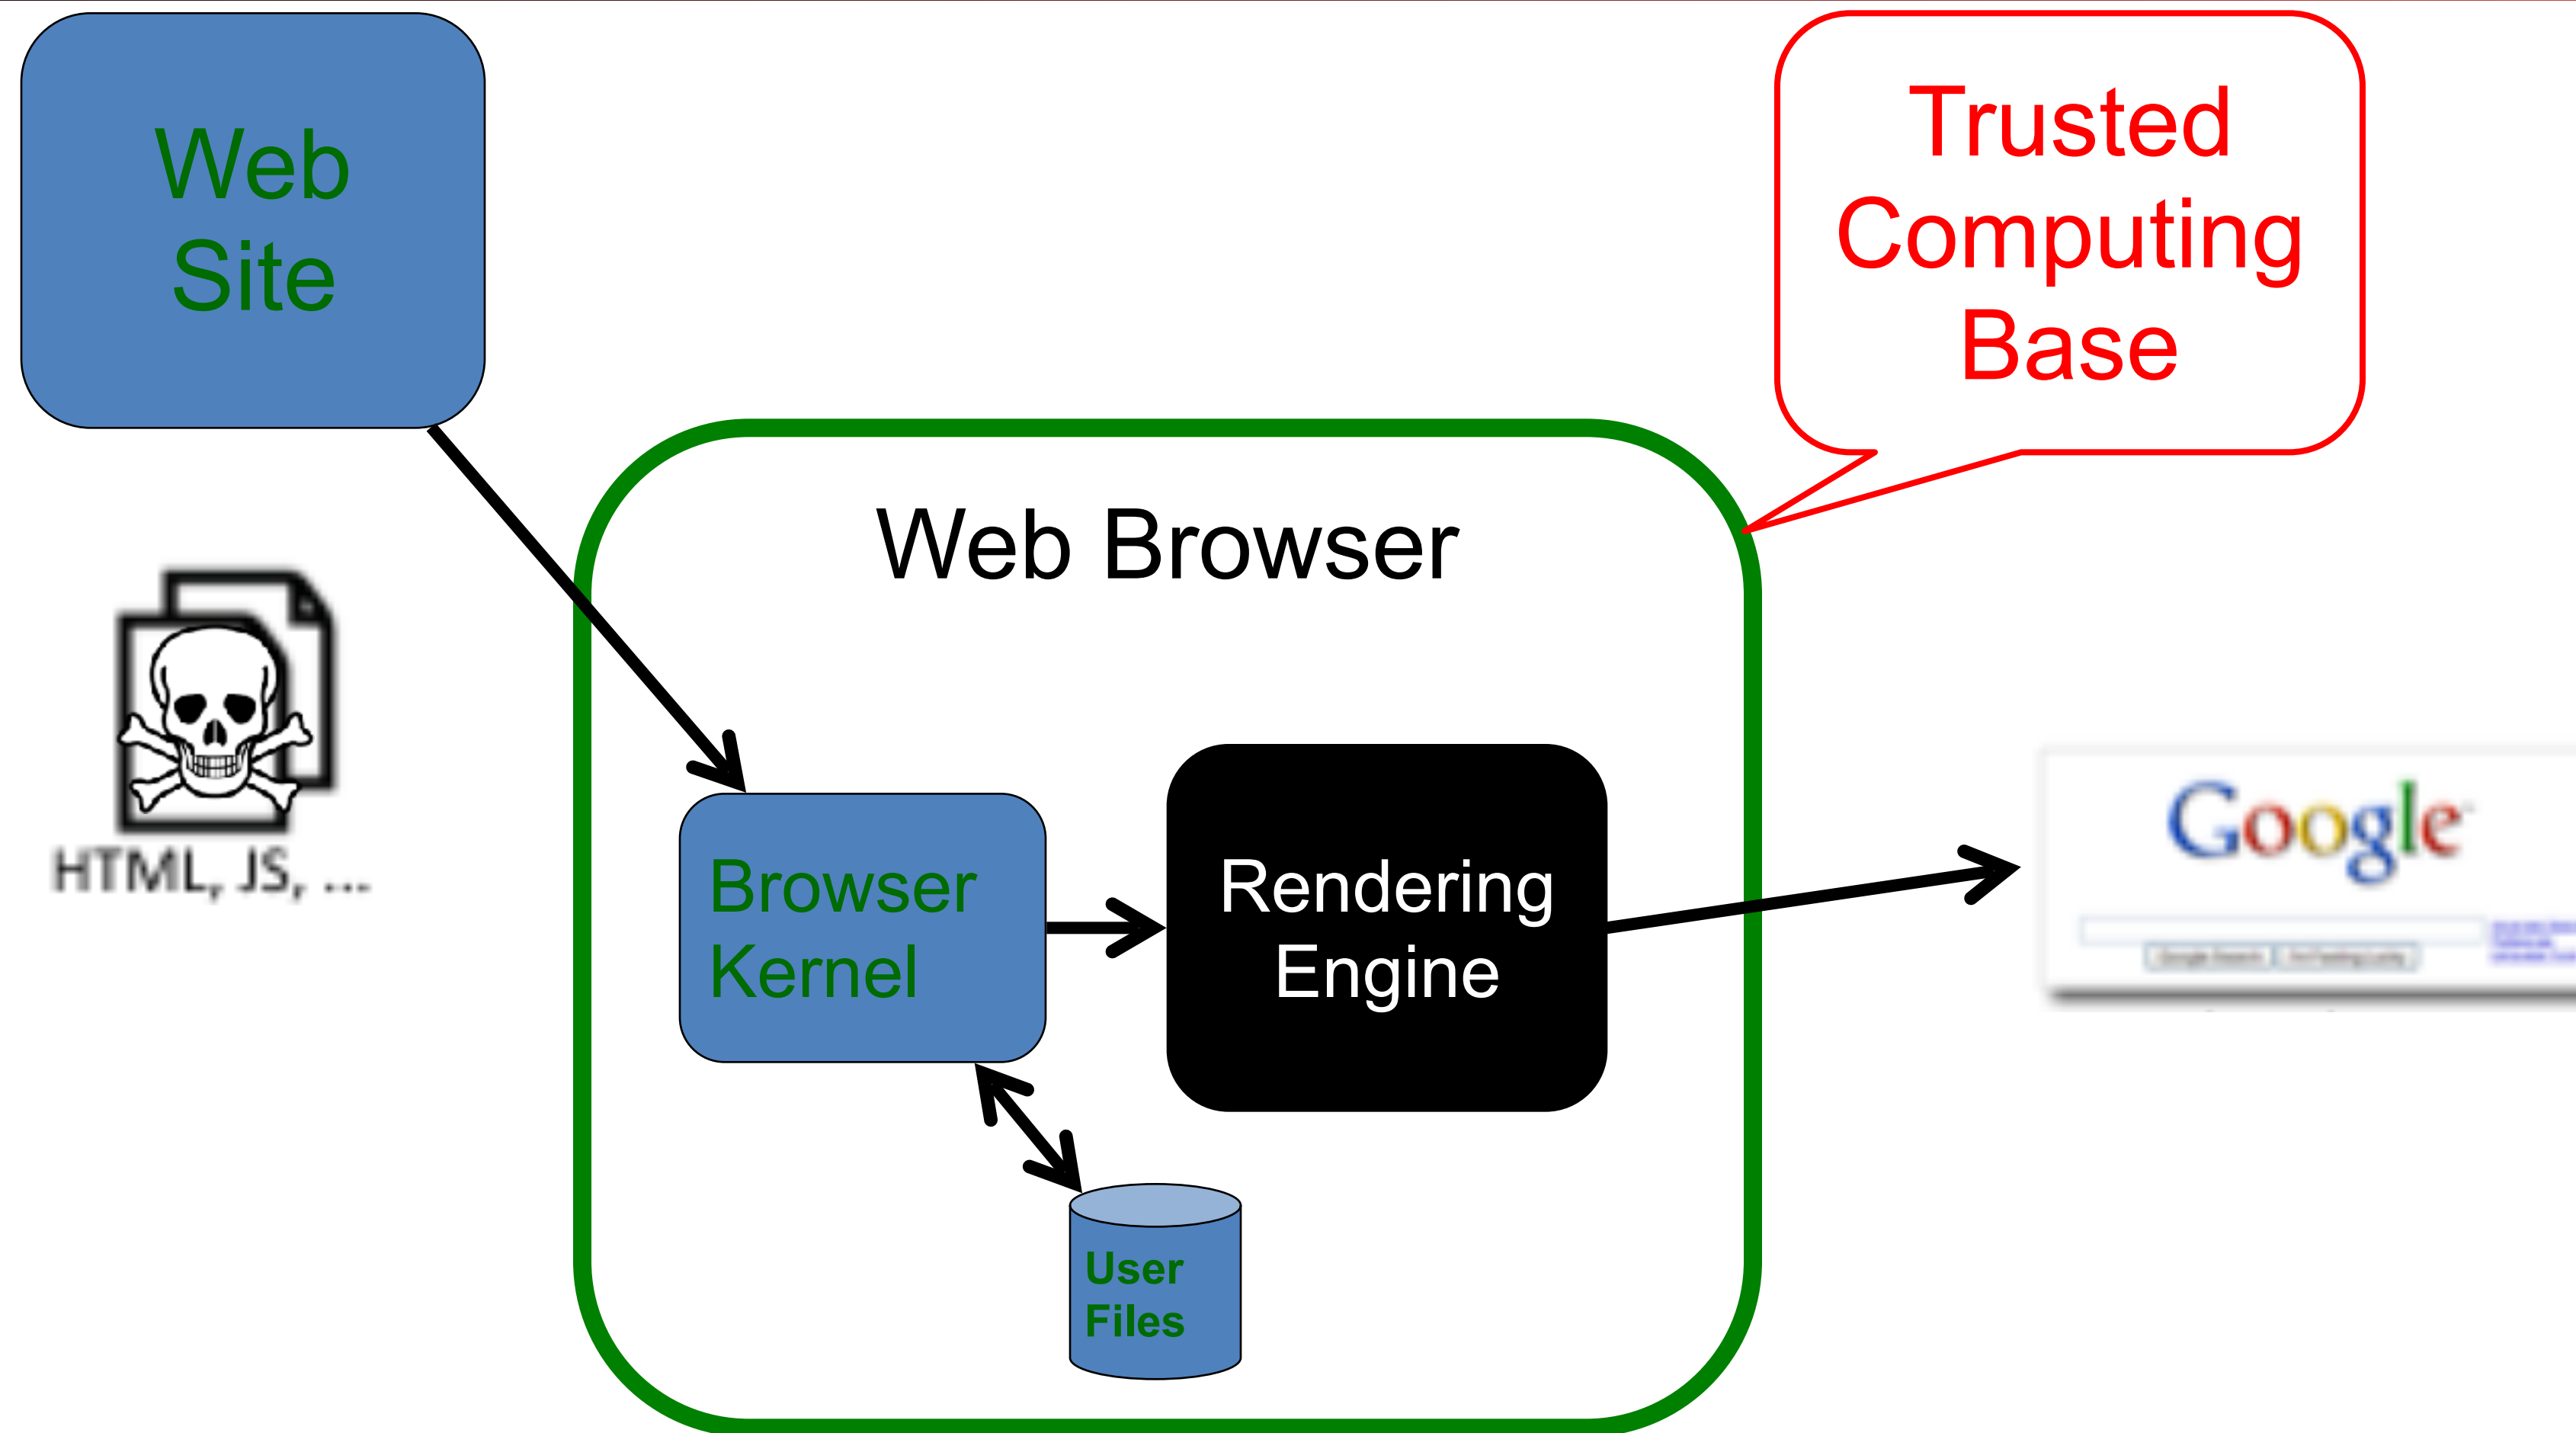 Web
Site
Trusted
Computing
Base
Web Browser
HTML, JS, ...
Browser
Kernel
Rendering
Engine
Google
User
Files